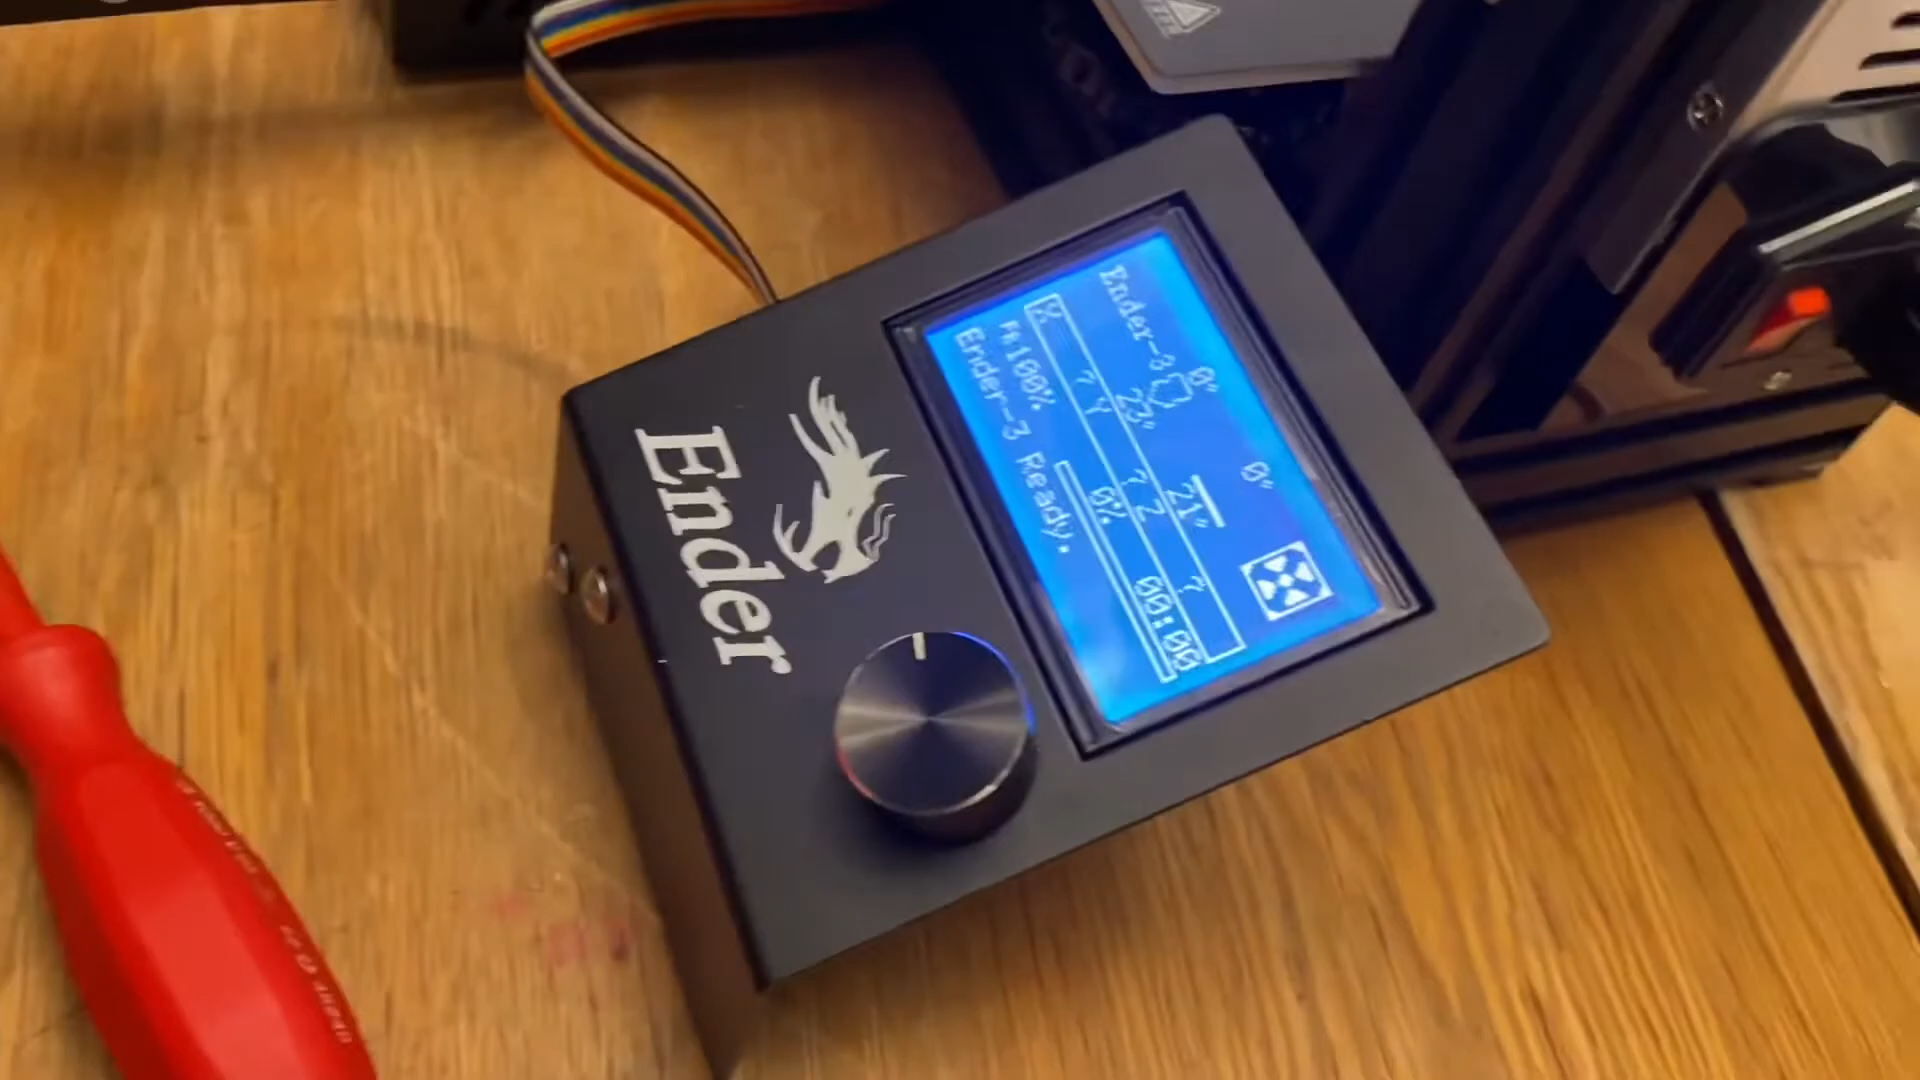 Ender-3
0° 0°
23° 21°
X ? Y ? Z ?
FR100% 0% 00:00
Ender-3 Ready.
Ender